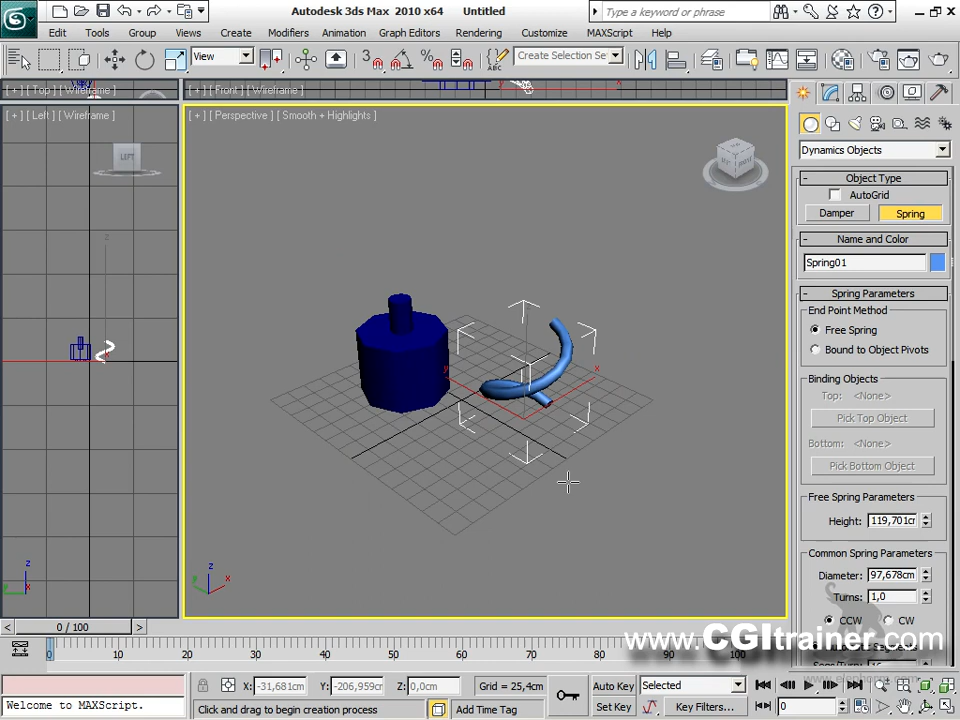 Autodesk 3ds Max 2010 x64 Untitled
Type a keyword or phrase
Edit Tools Group Views Create Modifiers Animation Graph Editors Rendering Customize MAXScript Help
View
3
ABC
Create Selection Se
[ + ] [ Top ] [ Wireframe ]
[ + ] [ Front ] [ Wireframe ]
[ + ] [ Left ] [ Wireframe ]
[ + ] [ Perspective ] [ Smooth + Highlights ]
LEFT
z
y
x
z
y
x
z
y
x
Dynamics Objects
- Object Type
AutoGrid
Damper Spring
- Name and Color
Spring01
- Spring Parameters
End Point Method
Free Spring
Bound to Object Pivots
Binding Objects
Top: <None>
Pick Top Object
Bottom: <None>
Pick Bottom Object
Free Spring Parameters
Height: 119,701cr
Common Spring Parameters
Diameter: 97,678cm
Turns: 1,0
CCW CW
www.CGItrainer.com
< 0 / 100 >
0 10 20 30 40 50 60 70 80 90 100
X: -31,681cm Y: -206,959cr Z: 0,0cm Grid = 25,4cm
Auto Key Selected
Welcome to MAXScript.
Click and drag to begin creation process
Add Time Tag
Set Key Key Filters...
0